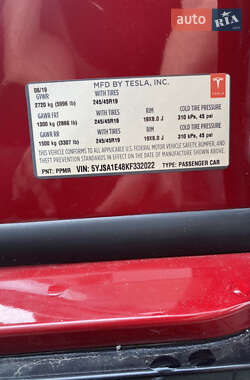 AUTO RIA
MFD BY TESLA, INC.
06/19
GVWR WITH TIRES
2720 kg (5996 lb) 245/45R19
GAWR FRT WITH TIRES RIM COLD TIRE PRESSURE
1300 kg (2866 lb) 245/45R19 19X8.0 J 310 kPa, 45 psi
GAWR RR WITH TIRES RIM COLD TIRE PRESSURE
1500 kg (3307 lb) 245/45R19 19X8.0 J 310 kPa, 45 psi
THIS VEHICLE CONFORMS TO ALL APPLICABLE U.S. FEDERAL MOTOR
VEHICLE SAFETY, BUMPER, AND THEFT PREVENTION STANDARDS IN
EFFECT ON THE DATE OF MANUFACTURE SHOWN ABOVE.
PNT: PPMR VIN: 5YJSA1E48KF332022 TYPE: PASSENGER CAR